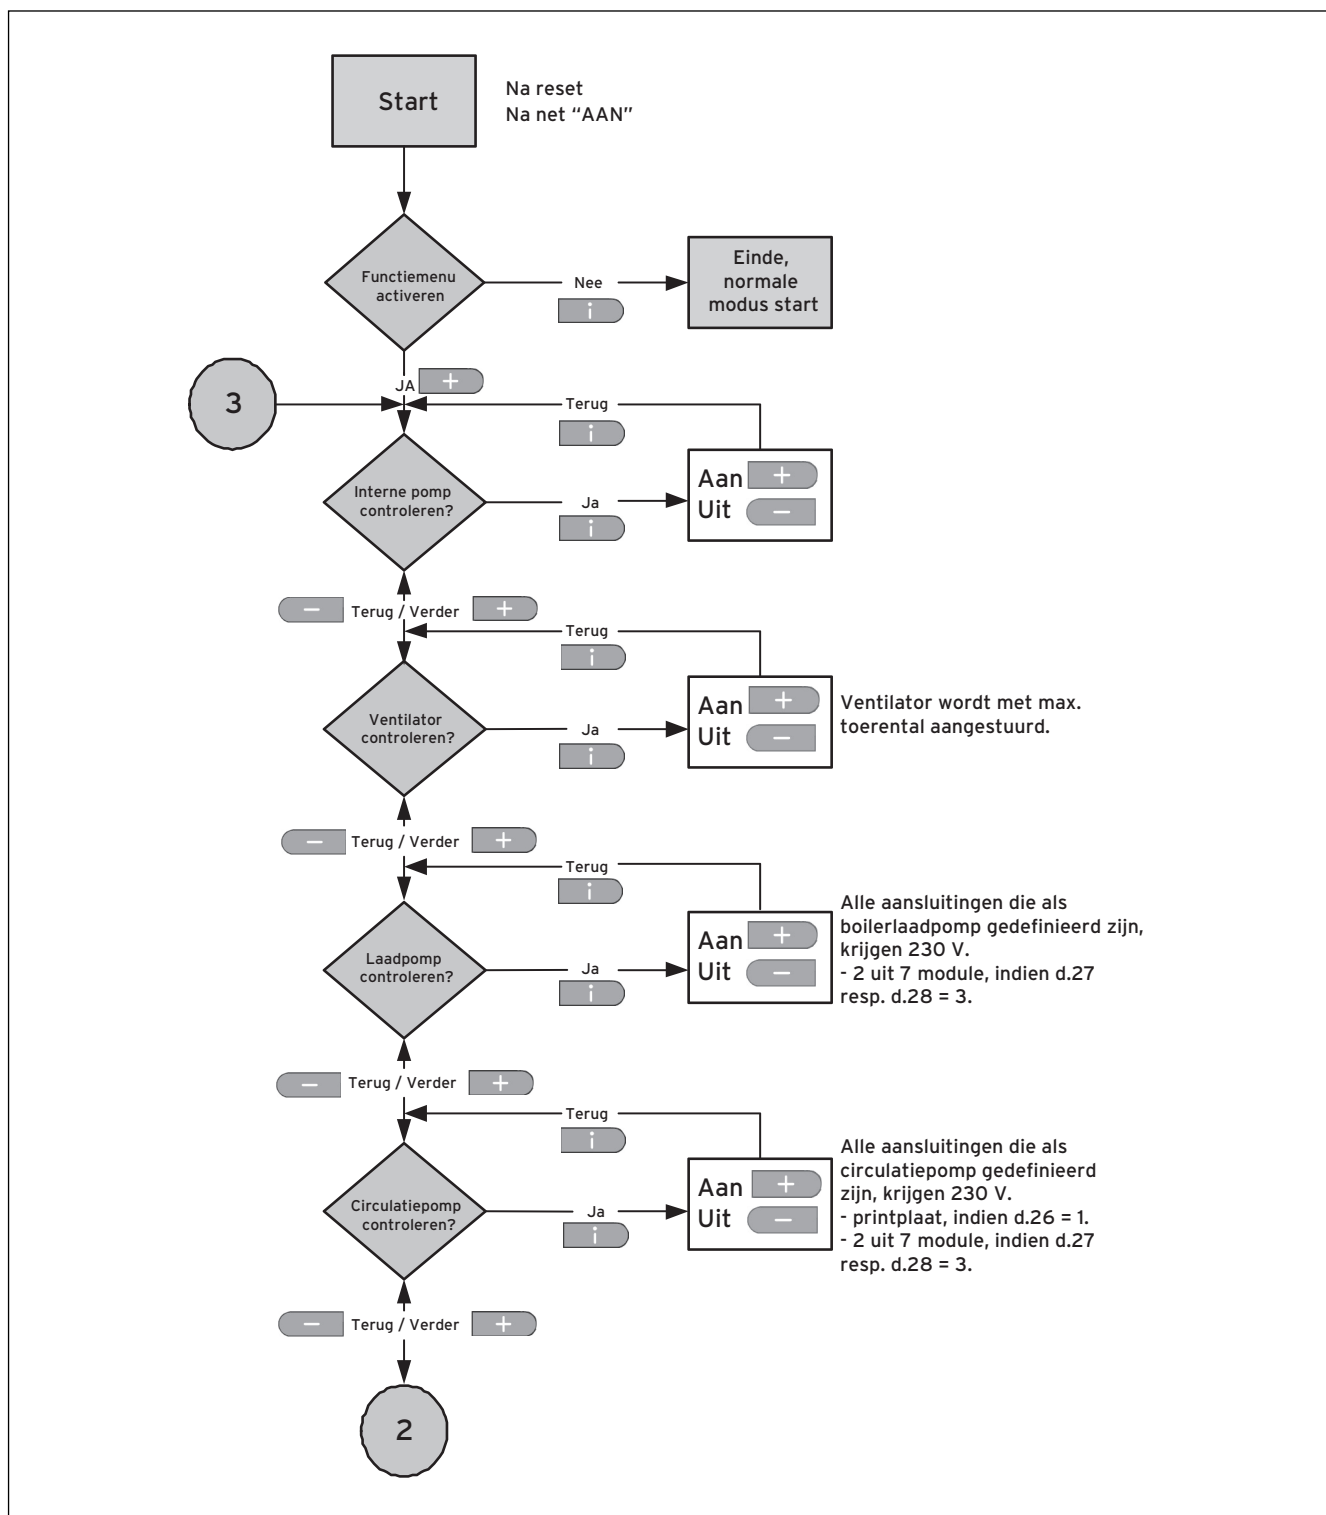 Start
Na reset
Na net “AAN”
Functiemenu
activeren
Nee
i
Einde,
normale
modus start
JA +
3
Terug
i
Interne pomp
controleren?
Ja
i
Aan +
Uit −
− Terug / Verder +
Terug
i
Ventilator
controleren?
Ja
i
Aan +
Uit −
Ventilator wordt met max.
toerental aangestuurd.
− Terug / Verder +
Terug
i
Laadpomp
controleren?
Ja
i
Aan +
Uit −
Alle aansluitingen die als
boilerlaadpomp gedefinieerd zijn,
krijgen 230 V.
- 2 uit 7 module, indien d.27
resp. d.28 = 3.
− Terug / Verder +
Terug
i
Circulatiepomp
controleren?
Ja
i
Aan +
Uit −
Alle aansluitingen die als
circulatiepomp gedefinieerd
zijn, krijgen 230 V.
- printplaat, indien d.26 = 1.
- 2 uit 7 module, indien d.27
resp. d.28 = 3.
− Terug / Verder +
2